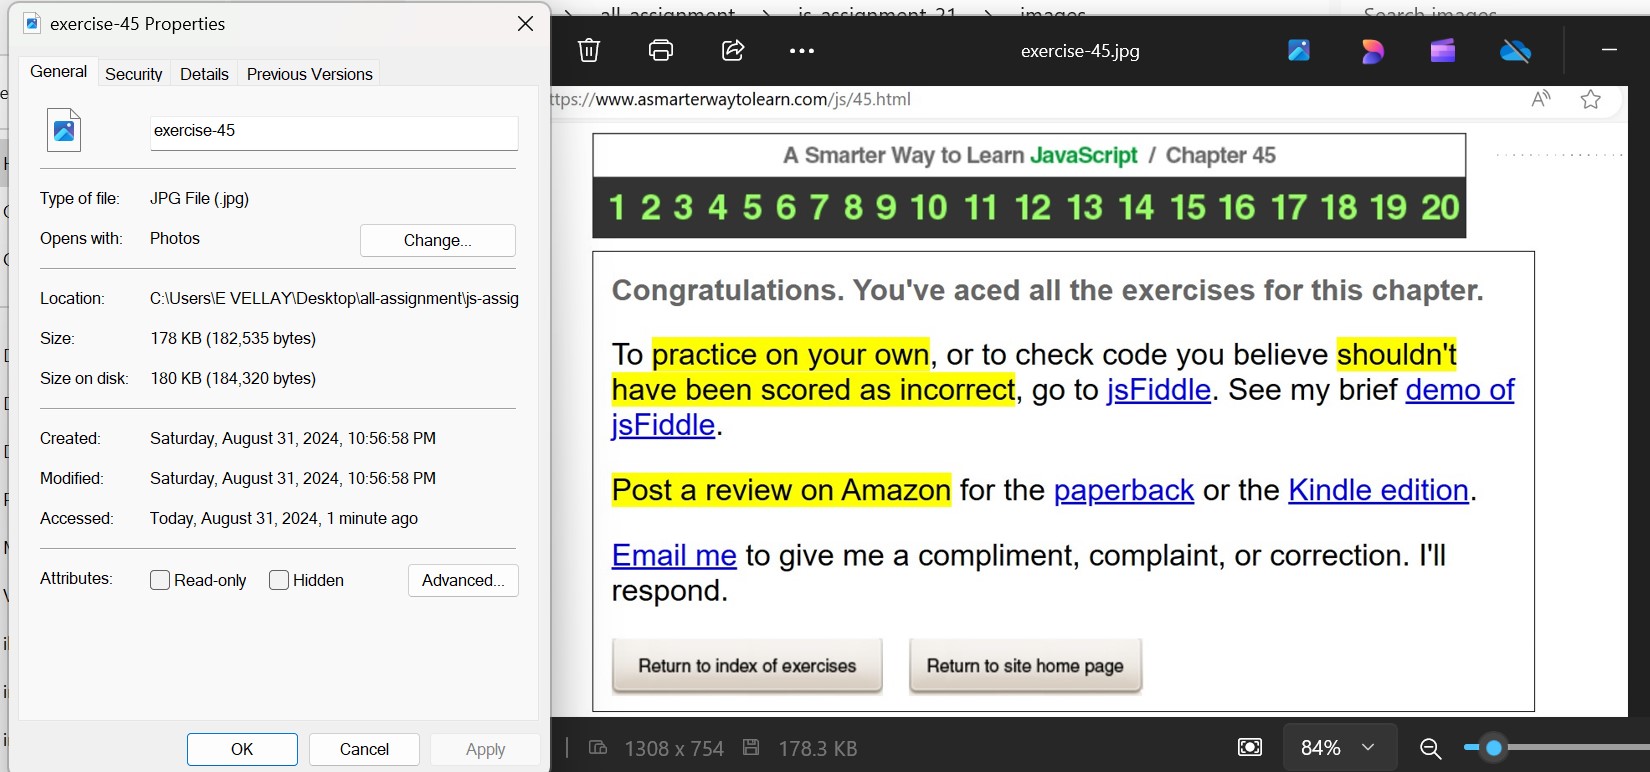 exercise-45 Properties
General Security Details Previous Versions
exercise-45
Type of file: JPG File (.jpg)
Opens with: Photos Change...
Location: C:\Users\E VELLAY\Desktop\all-assignment\js-assig
Size: 178 KB (182,535 bytes)
Size on disk: 180 KB (184,320 bytes)
Created: Saturday, August 31, 2024, 10:56:58 PM
Modified: Saturday, August 31, 2024, 10:56:58 PM
Accessed: Today, August 31, 2024, 1 minute ago
Attributes: Read-only Hidden Advanced...
OK Cancel Apply
all-assignment js-assignment-21 images Search images
exercise-45.jpg
ttps://www.asmarterwaytolearn.com/js/45.html
A Smarter Way to Learn JavaScript / Chapter 45
1 2 3 4 5 6 7 8 9 10 11 12 13 14 15 16 17 18 19 20
Congratulations. You've aced all the exercises for this chapter.
To practice on your own, or to check code you believe shouldn't
have been scored as incorrect, go to jsFiddle. See my brief demo of
jsFiddle.
Post a review on Amazon for the paperback or the Kindle edition.
Email me to give me a compliment, complaint, or correction. I'll
respond.
Return to index of exercises Return to site home page
1308 x 754 178.3 KB 84%